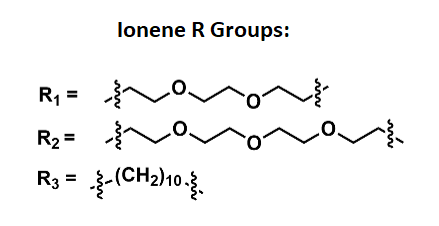 Ionene R Groups:
R₁ = O O
R₂ = O O O
R₃ = (CH₂)₁₀